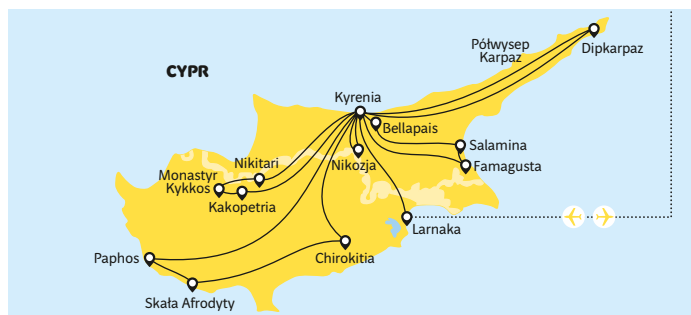 Półwysep
Karpaz
Dipkarpaz
CYPR
Kyrenia
Bellapais
Salamina
Nikozja
Famagusta
Nikitari
Monastyr
Kykkos
Kakopetria
Larnaka
Paphos
Chirokitia
Skała Afrodyty